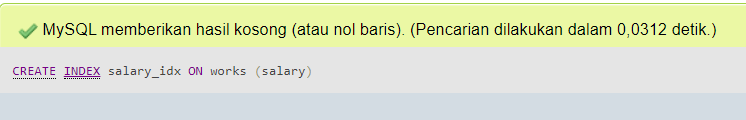 MySQL memberikan hasil kosong (atau nol baris). (Pencarian dilakukan dalam 0,0312 detik.)
CREATE INDEX salary_idx ON works (salary)